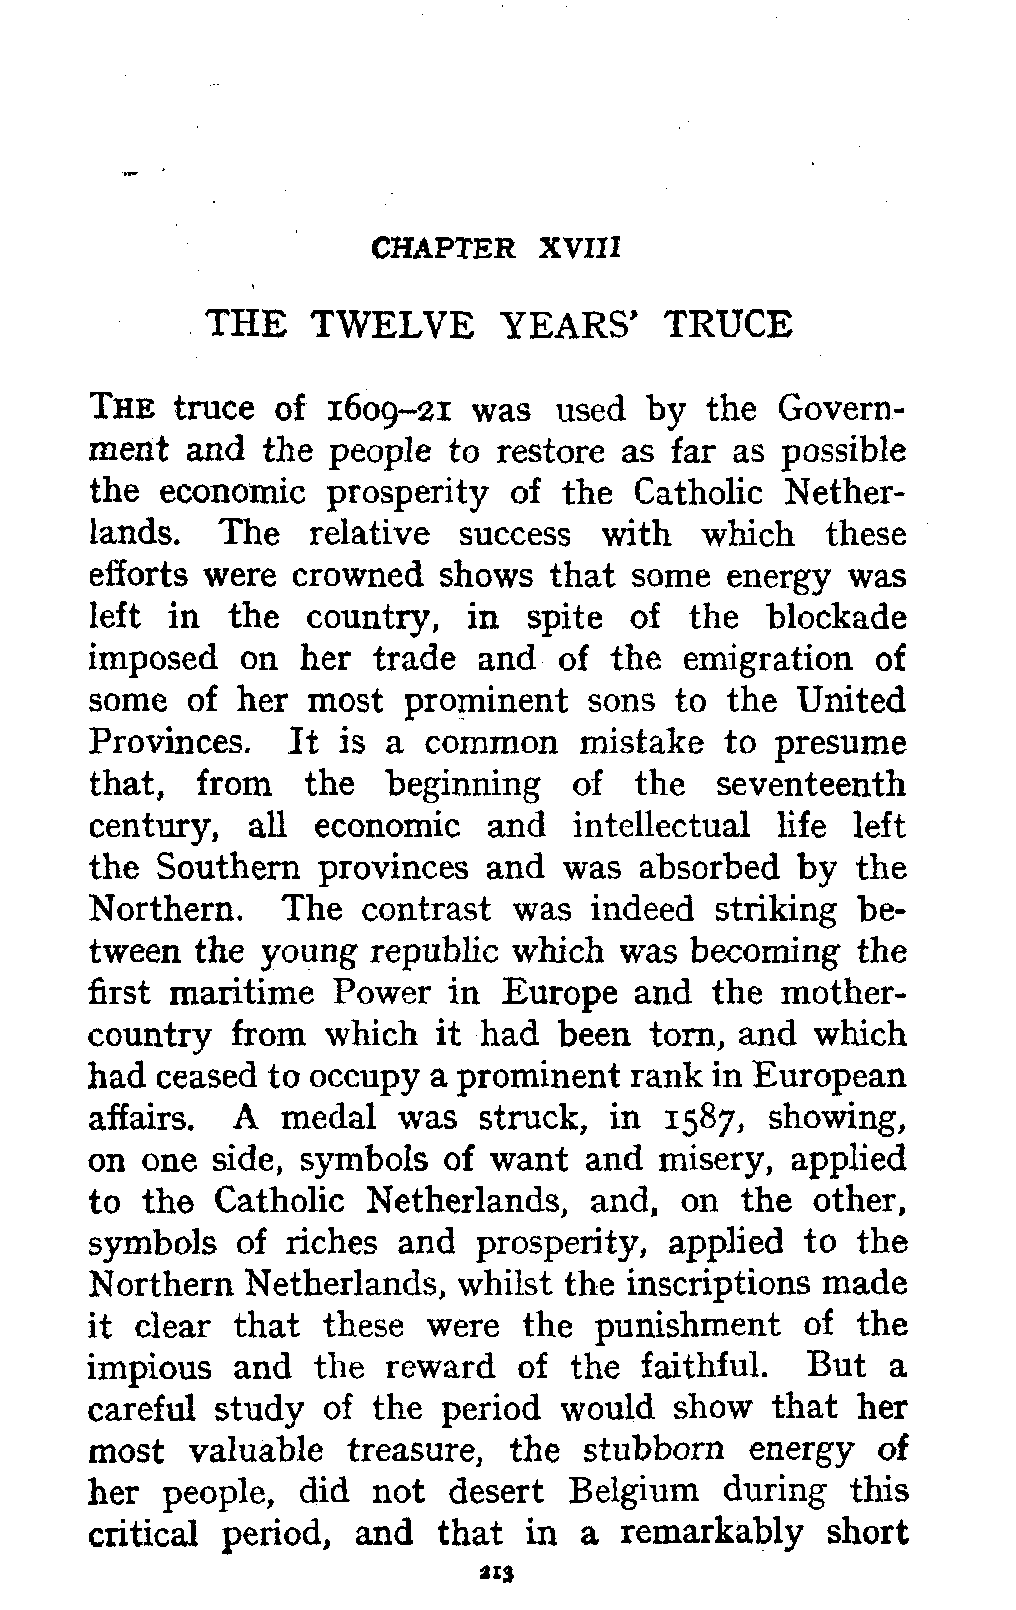 CHAPTER XVIII
THE TWELVE YEARS' TRUCE
THE truce of 1609–21 was used by the Govern-
ment and the people to restore as far as possible
the economic prosperity of the Catholic Nether-
lands. The relative success with which these
efforts were crowned shows that some energy was
left in the country, in spite of the blockade
imposed on her trade and of the emigration of
some of her most prominent sons to the United
Provinces. It is a common mistake to presume
that, from the beginning of the seventeenth
century, all economic and intellectual life left
the Southern provinces and was absorbed by the
Northern. The contrast was indeed striking be-
tween the young republic which was becoming the
first maritime Power in Europe and the mother-
country from which it had been torn, and which
had ceased to occupy a prominent rank in European
affairs. A medal was struck, in 1587, showing,
on one side, symbols of want and misery, applied
to the Catholic Netherlands, and, on the other,
symbols of riches and prosperity, applied to the
Northern Netherlands, whilst the inscriptions made
it clear that these were the punishment of the
impious and the reward of the faithful. But a
careful study of the period would show that her
most valuable treasure, the stubborn energy of
her people, did not desert Belgium during this
critical period, and that in a remarkably short
213